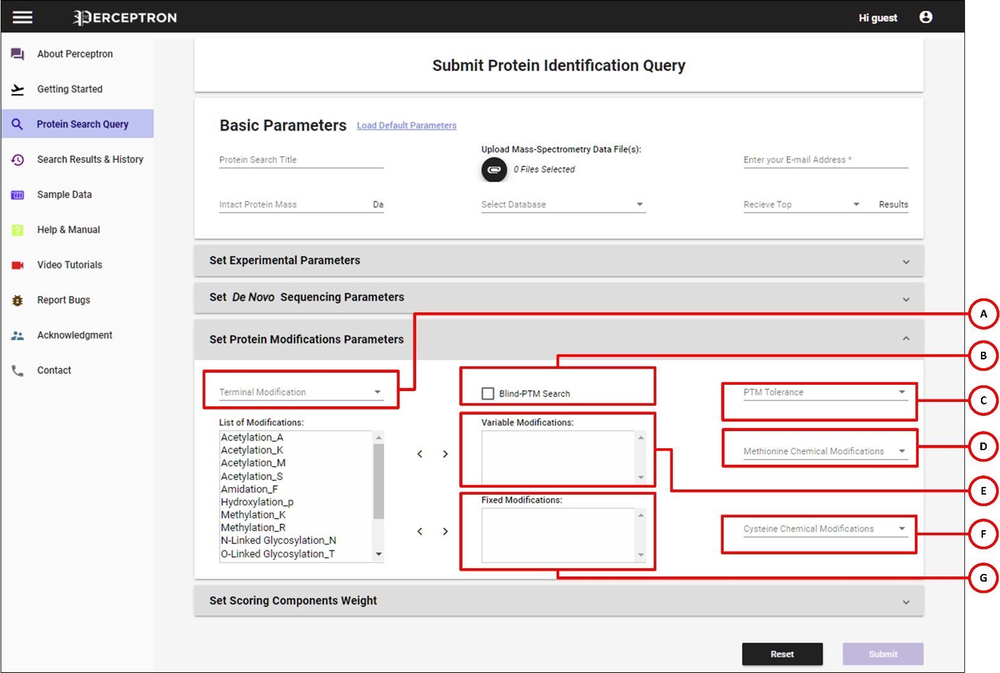 PERCEPTRON
Hi guest
About Perceptron
Getting Started
Protein Search Query
Search Results & History
Sample Data
Help & Manual
Video Tutorials
Report Bugs
Acknowledgment
Contact
Submit Protein Identification Query
Basic Parameters Load Default Parameters
Protein Search Title
Upload Mass-Spectrometry Data File(s):
0 Files Selected
Enter your E-mail Address *
Intact Protein Mass Da
Select Database
Recieve Top Results
Set Experimental Parameters
Set De Novo Sequencing Parameters
Set Protein Modifications Parameters
Terminal Modification
Blind-PTM Search
PTM Tolerance
List of Modifications:
Acetylation_A
Acetylation_K
Acetylation_M
Acetylation_S
Amidation_F
Hydroxylation_p
Methylation_K
Methylation_R
N-Linked Glycosylation_N
O-Linked Glycosylation_T
Variable Modifications:
Fixed Modifications:
Methionine Chemical Modifications
Cysteine Chemical Modifications
Set Scoring Components Weight
Reset
Submit
A
B
C
D
E
F
G